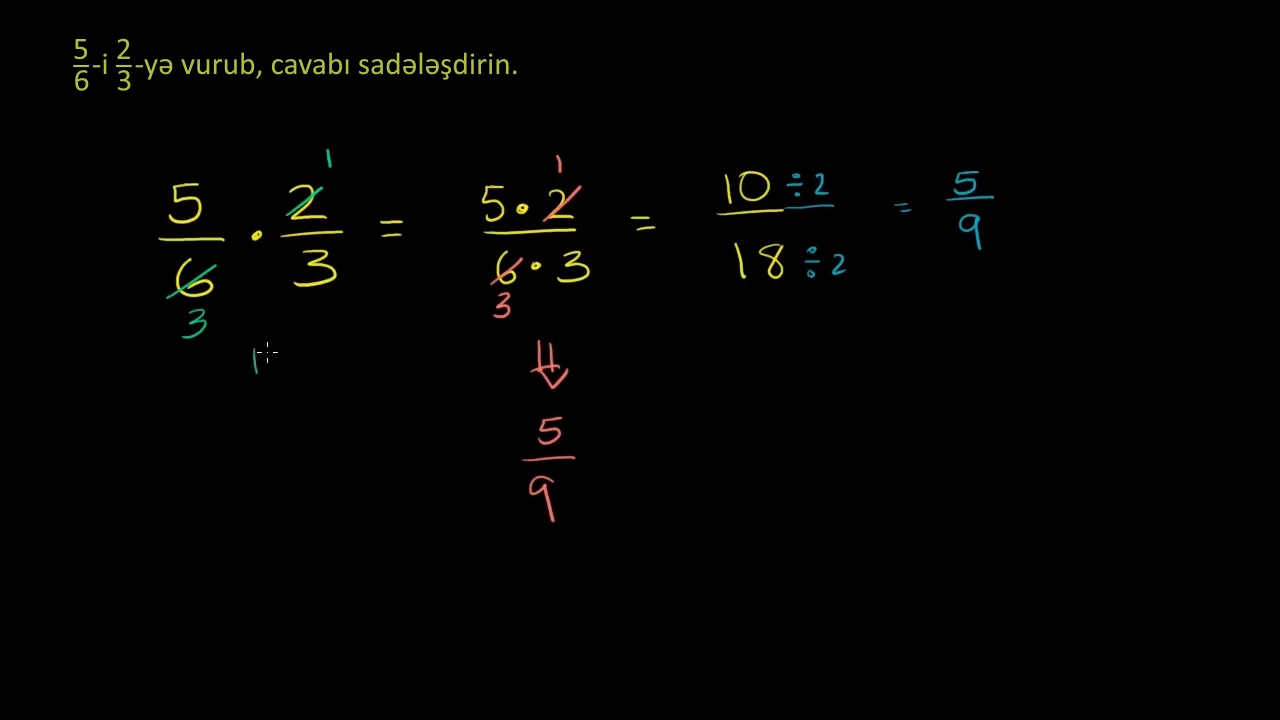 5/6-i 2/3-yə vurub, cavabı sadələşdirin.
5/6 · 2/3 = 5·2/6·3 = 10÷2/18÷2 = 5/9
1 1
3 3
⇓
5/9